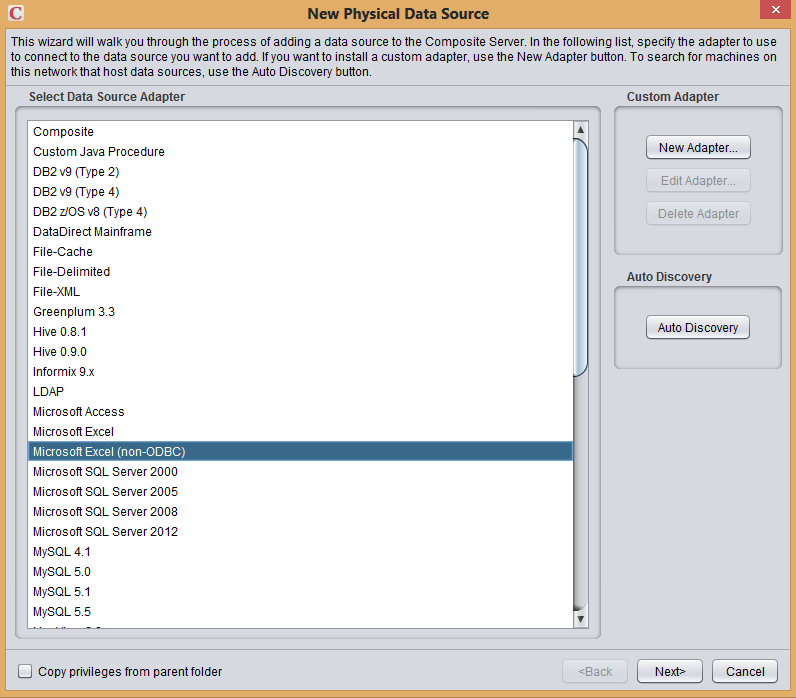 C
New Physical Data Source
This wizard will walk you through the process of adding a data source to the Composite Server. In the following list, specify the adapter to use
to connect to the data source you want to add. If you want to install a custom adapter, use the New Adapter button. To search for machines on
this network that host data sources, use the Auto Discovery button.
Select Data Source Adapter
Composite
Custom Java Procedure
DB2 v9 (Type 2)
DB2 v9 (Type 4)
DB2 z/OS v8 (Type 4)
DataDirect Mainframe
File-Cache
File-Delimited
File-XML
Greenplum 3.3
Hive 0.8.1
Hive 0.9.0
Informix 9.x
LDAP
Microsoft Access
Microsoft Excel
Microsoft Excel (non-ODBC)
Microsoft SQL Server 2000
Microsoft SQL Server 2005
Microsoft SQL Server 2008
Microsoft SQL Server 2012
MySQL 4.1
MySQL 5.0
MySQL 5.1
MySQL 5.5
Custom Adapter
New Adapter...
Edit Adapter...
Delete Adapter
Auto Discovery
Auto Discovery
Copy privileges from parent folder
<Back
Next>
Cancel